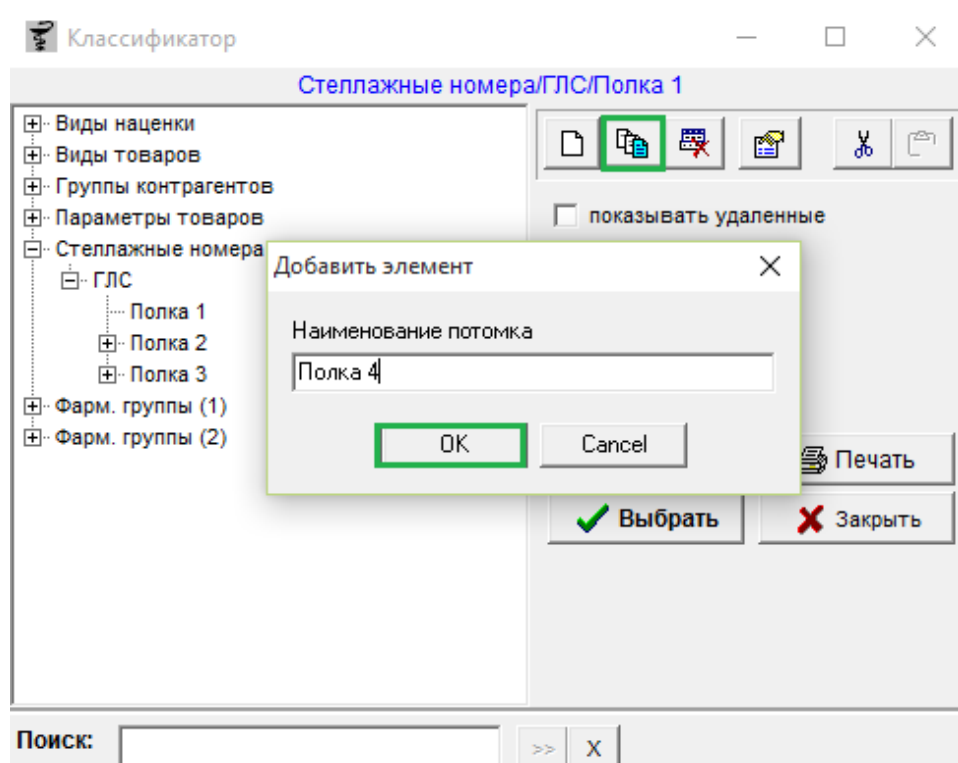 Классификатор
Стеллажные номера/ГЛС/Полка 1
Виды наценки
Виды товаров
Группы контрагентов
Параметры товаров
Стеллажные номера
ГЛС
Полка 1
Полка 2
Полка 3
Фарм. группы (1)
Фарм. группы (2)
показывать удаленные
Добавить элемент
Наименование потомка
Полка 4
OK
Cancel
Печать
Выбрать
Закрыть
Поиск:
>>
X